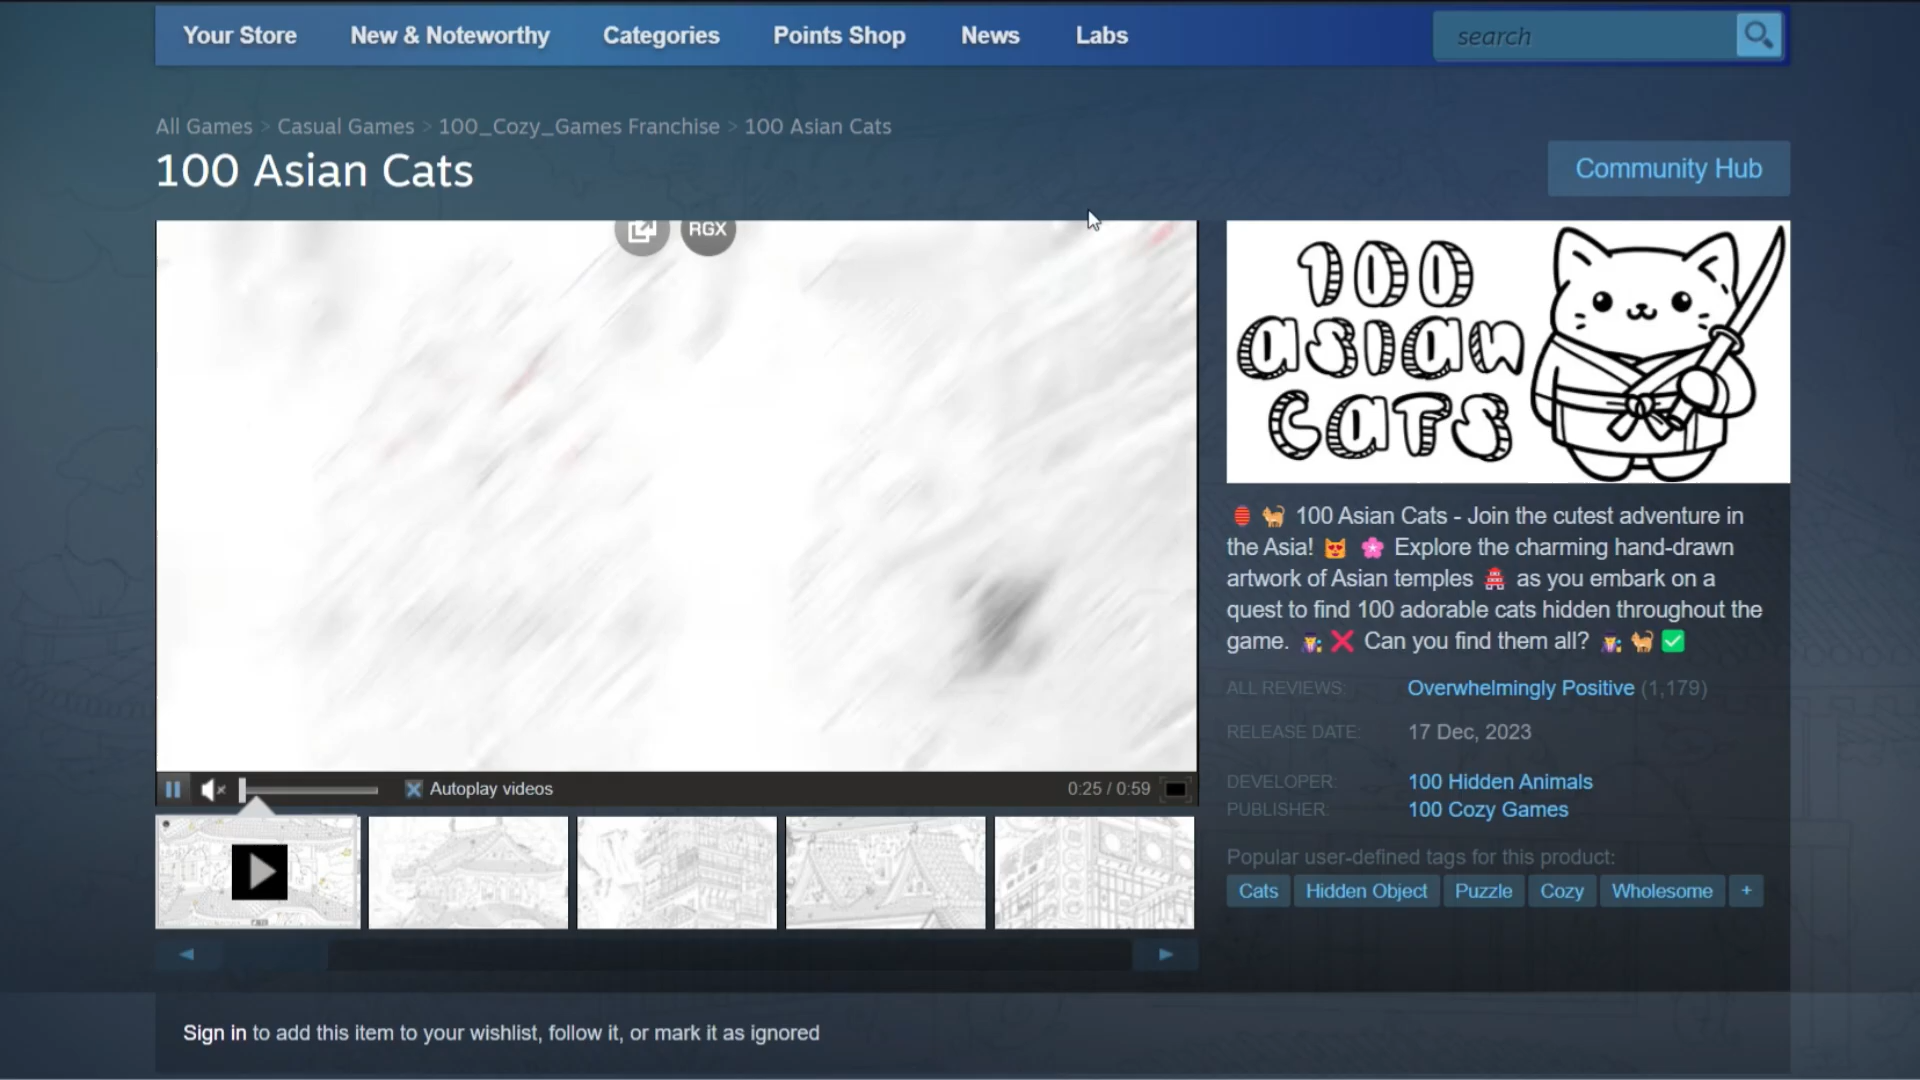 Your Store New & Noteworthy Categories Points Shop News Labs search
All Games > Casual Games > 100_Cozy_Games Franchise > 100 Asian Cats
100 Asian Cats
Community Hub
RGX
100
ASIAN
CATS
100 Asian Cats - Join the cutest adventure in
the Asia! Explore the charming hand-drawn
artwork of Asian temples as you embark on a
quest to find 100 adorable cats hidden throughout the
game. Can you find them all?
ALL REVIEWS: Overwhelmingly Positive (1,179)
RELEASE DATE: 17 Dec, 2023
DEVELOPER: 100 Hidden Animals
PUBLISHER: 100 Cozy Games
Popular user-defined tags for this product:
Cats Hidden Object Puzzle Cozy Wholesome +
Autoplay videos 0:25 / 0:59
Sign in to add this item to your wishlist, follow it, or mark it as ignored